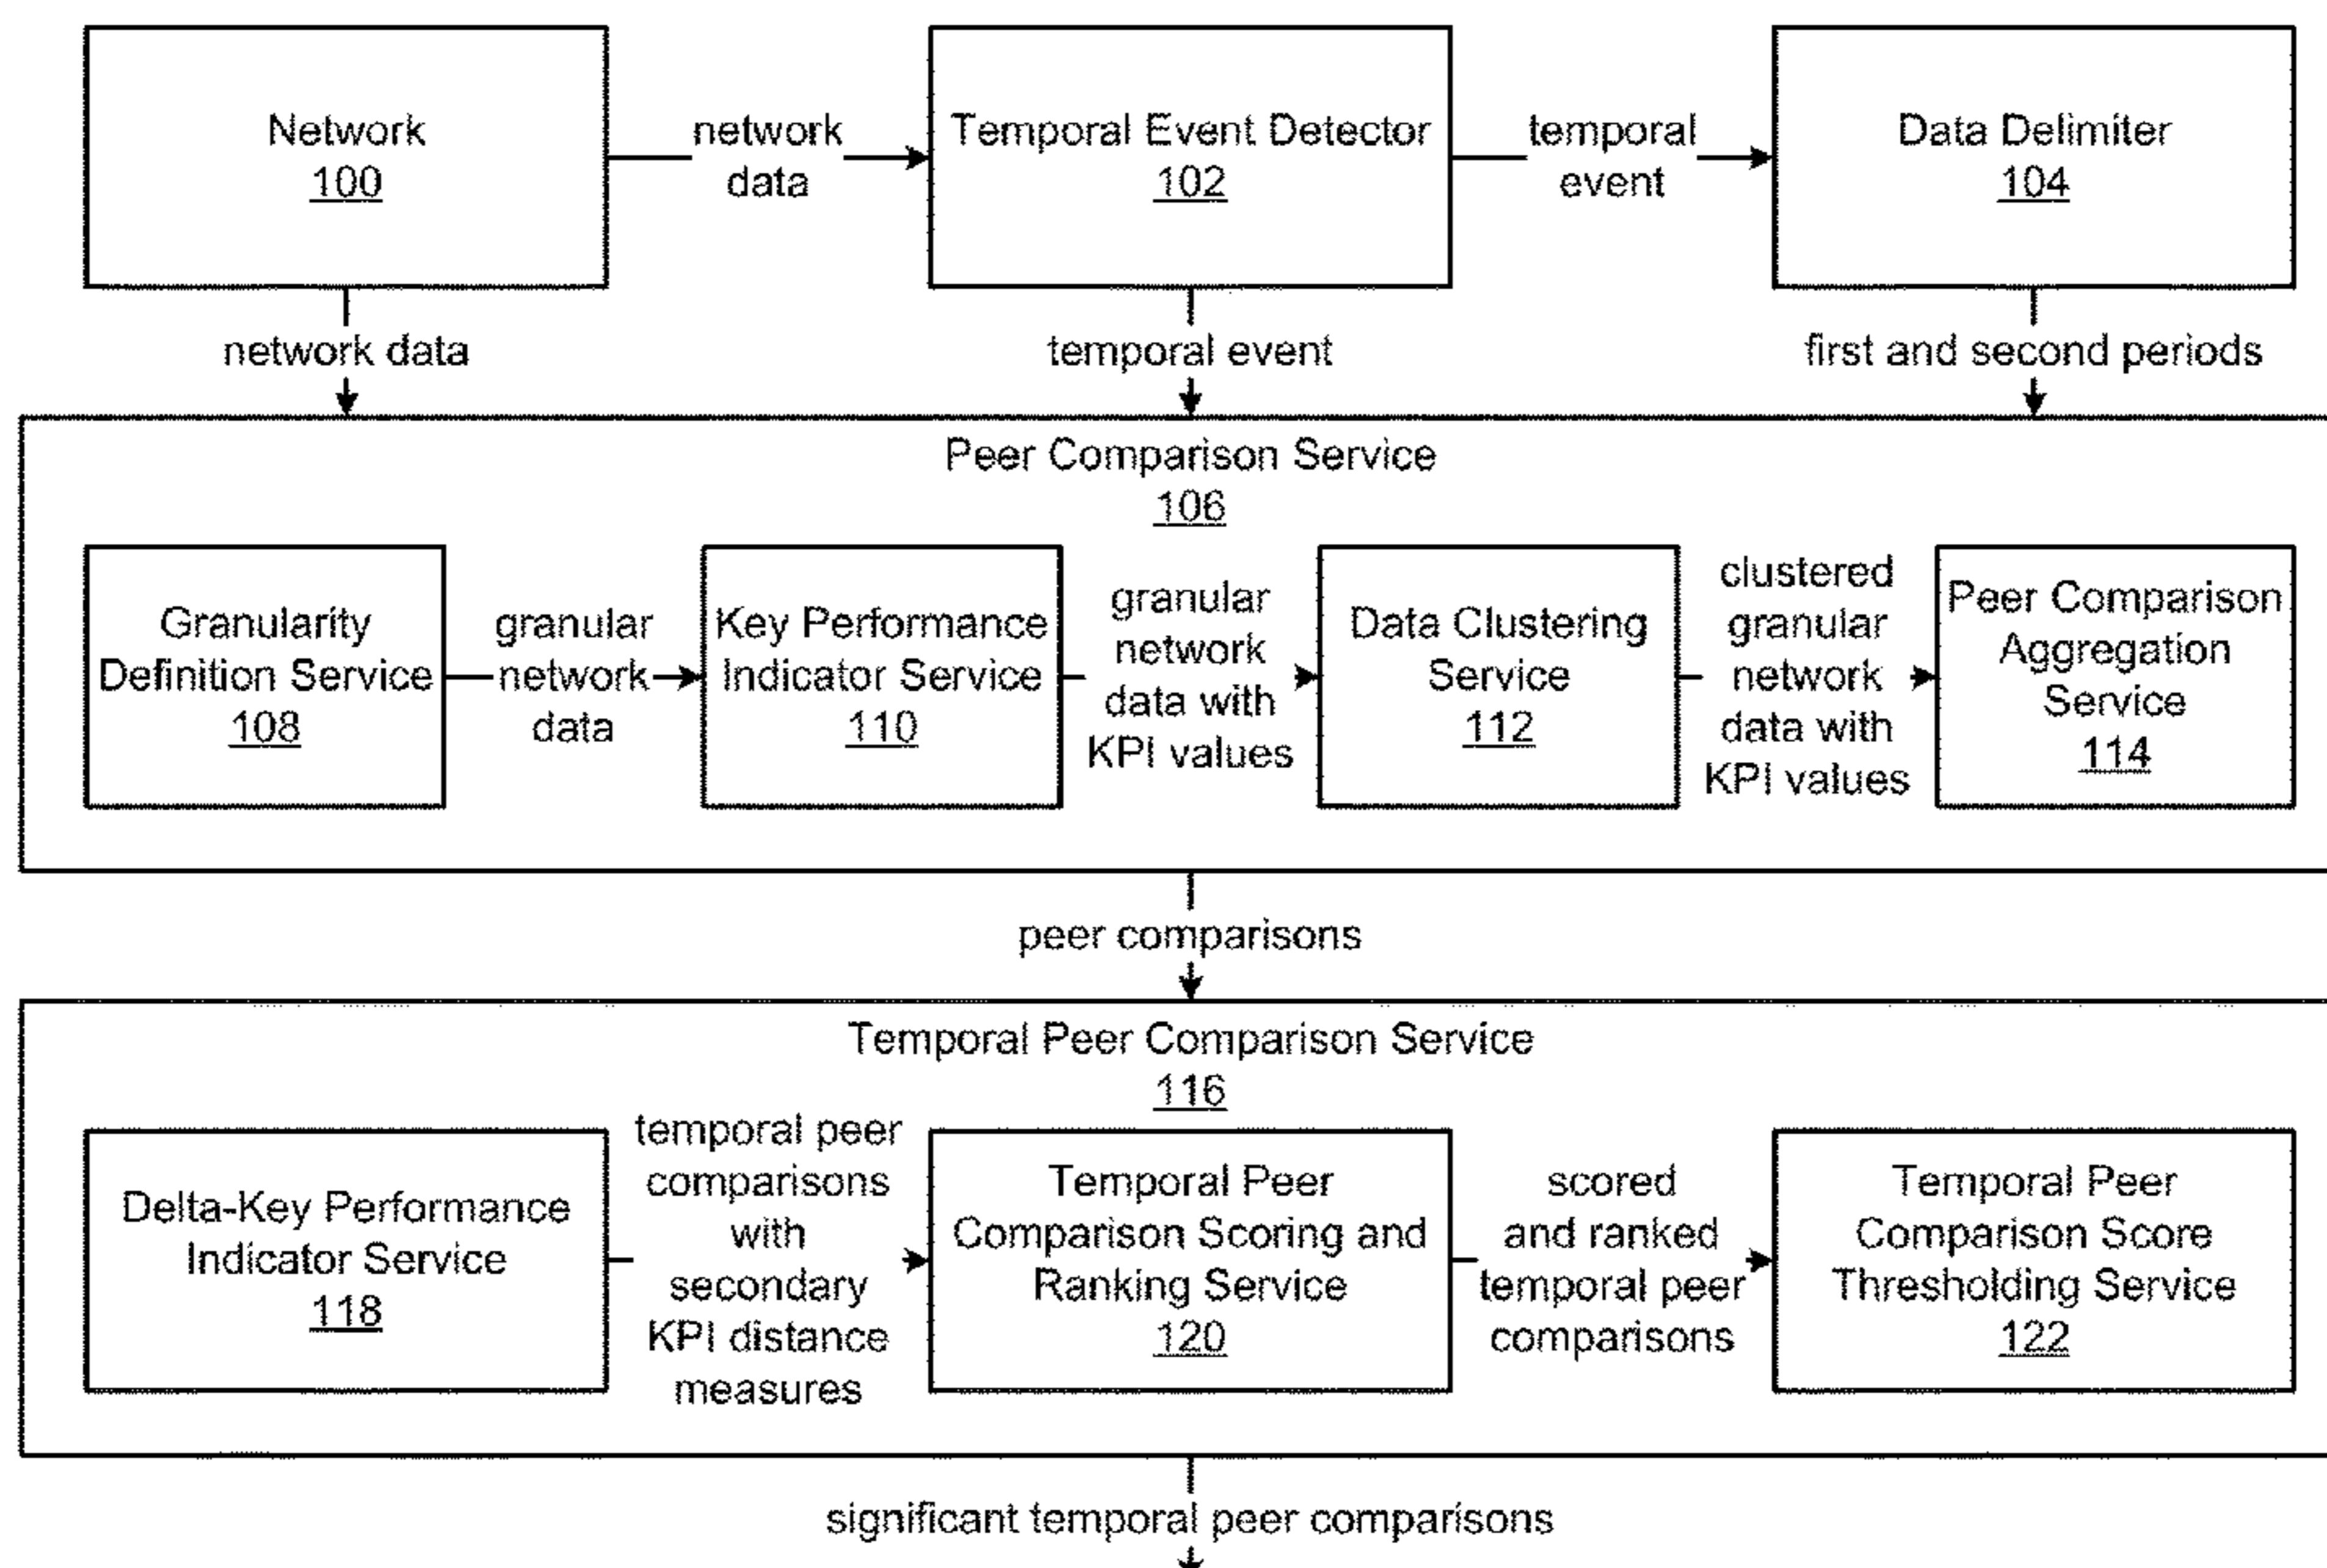 Network
100
network
data
Temporal Event Detector
102
temporal
event
Data Delimiter
104
network data
temporal event
first and second periods
Peer Comparison Service
106
Granularity
Definition Service
108
granular
network
data
Key Performance
Indicator Service
110
granular
network
data with
KPI values
Data Clustering
Service
112
clustered
granular
network
data with
KPI values
Peer Comparison
Aggregation
Service
114
peer comparisons
Temporal Peer Comparison Service
116
Delta-Key Performance
Indicator Service
118
temporal peer
comparisons
with
secondary
KPI distance
measures
Temporal Peer
Comparison Scoring and
Ranking Service
120
scored
and ranked
temporal peer
comparisons
Temporal Peer
Comparison Score
Thresholding Service
122
significant temporal peer comparisons